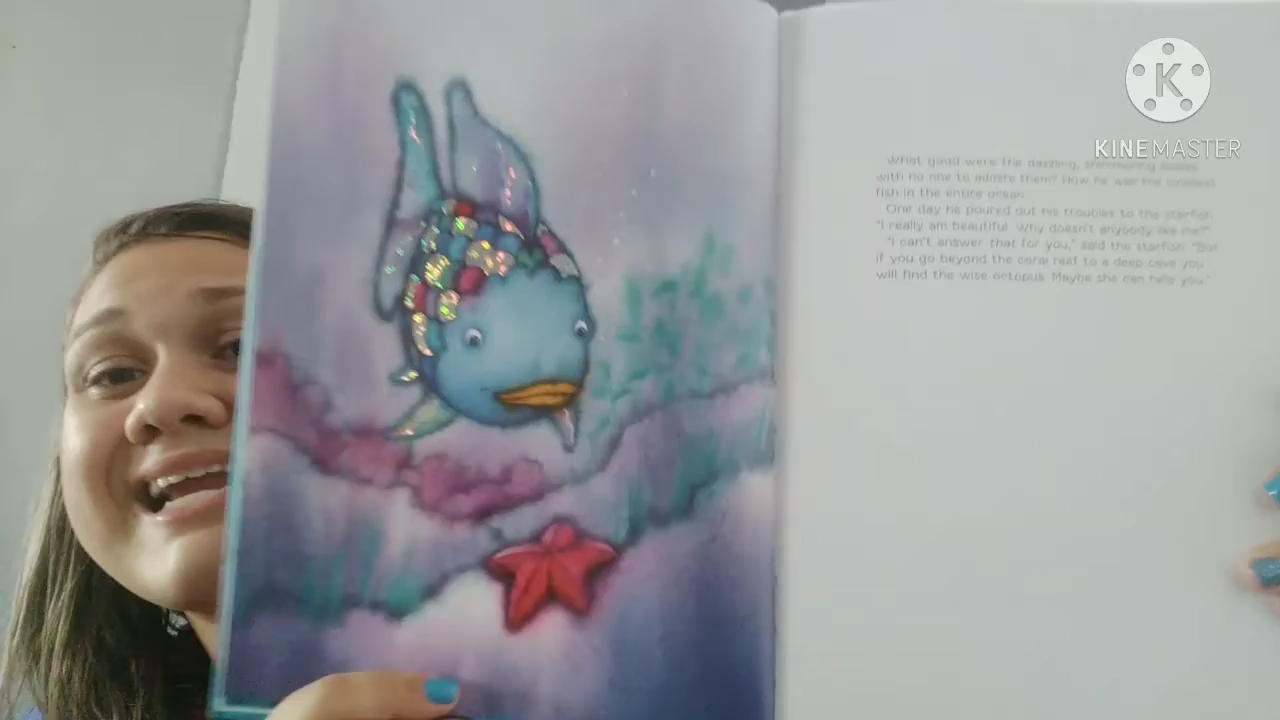 KINEMASTER
What good were the dazzling, shimmering scales
with no one to admire them? Now he was the loneliest
fish in the entire ocean.
One day he poured out his troubles to the starfish.
"I really am beautiful. Why doesn't anybody like me?"
"I can't answer that for you," said the starfish. "But
if you go beyond the coral reef to a deep cave you
will find the wise octopus. Maybe she can help you."